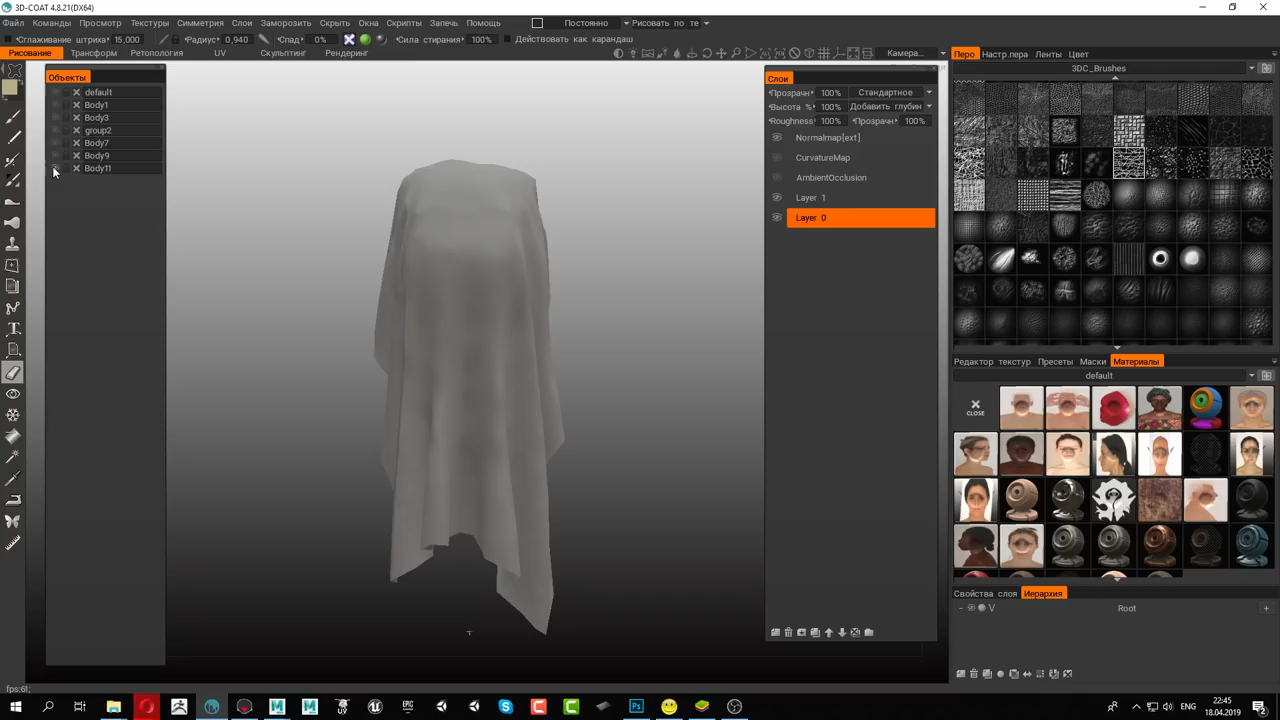 3D-COAT 4.8.21(DX64)
Файл Команды Просмотр Текстуры Симметрия Слои Заморозить Скрыть Окна Скрипты Запечь Помощь Постоянно Рисовать по те
Сглаживание штриха 15,000 Радиус 0,940 Спад 0% Сила стирания 100% Действовать как карандаш
Рисование Трансформ Ретопология UV Скульптинг Рендеринг Камера...
Перо Настр.пера Ленты Цвет
3DC_Brushes
Объекты
default
Body1
Body3
group2
Body7
Body9
Body11
Слои
Прозрачн 100% Стандартное
Высота % 100% Добавить глубин
Roughness 100% Прозрачн 100%
Normalmap[ext]
CurvatureMap
AmbientOcclusion
Layer 1
Layer 0
Редактор текстур Пресеты Маски Материалы
default
CLOSE
Свойства слоя Иерархия
V Root +
fps:61;
22:45
ENG
18.04.2019